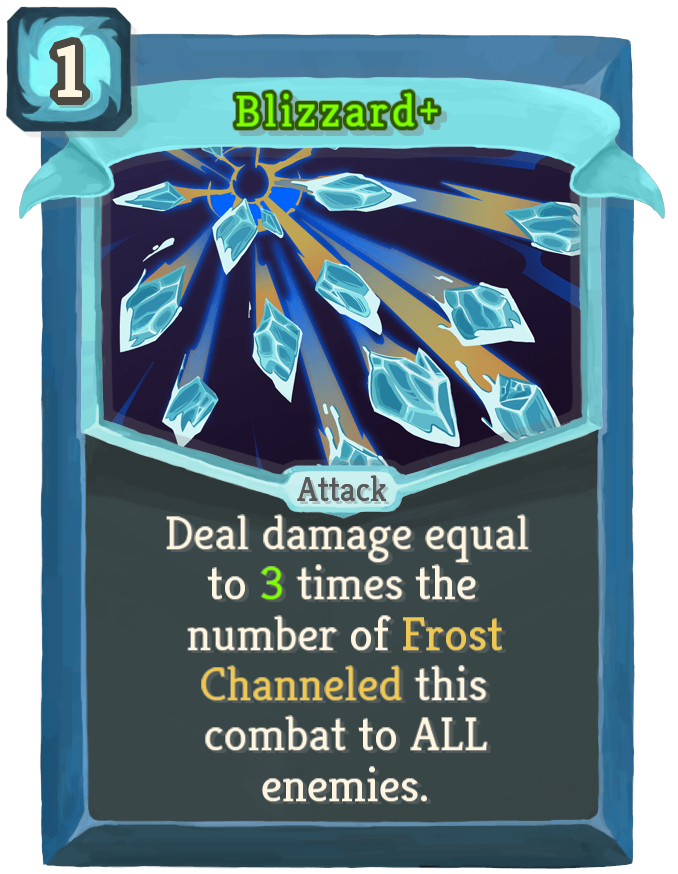 1
Blizzard+
Attack
Deal damage equal
to 3 times the
number of Frost
Channeled this
combat to ALL
enemies.